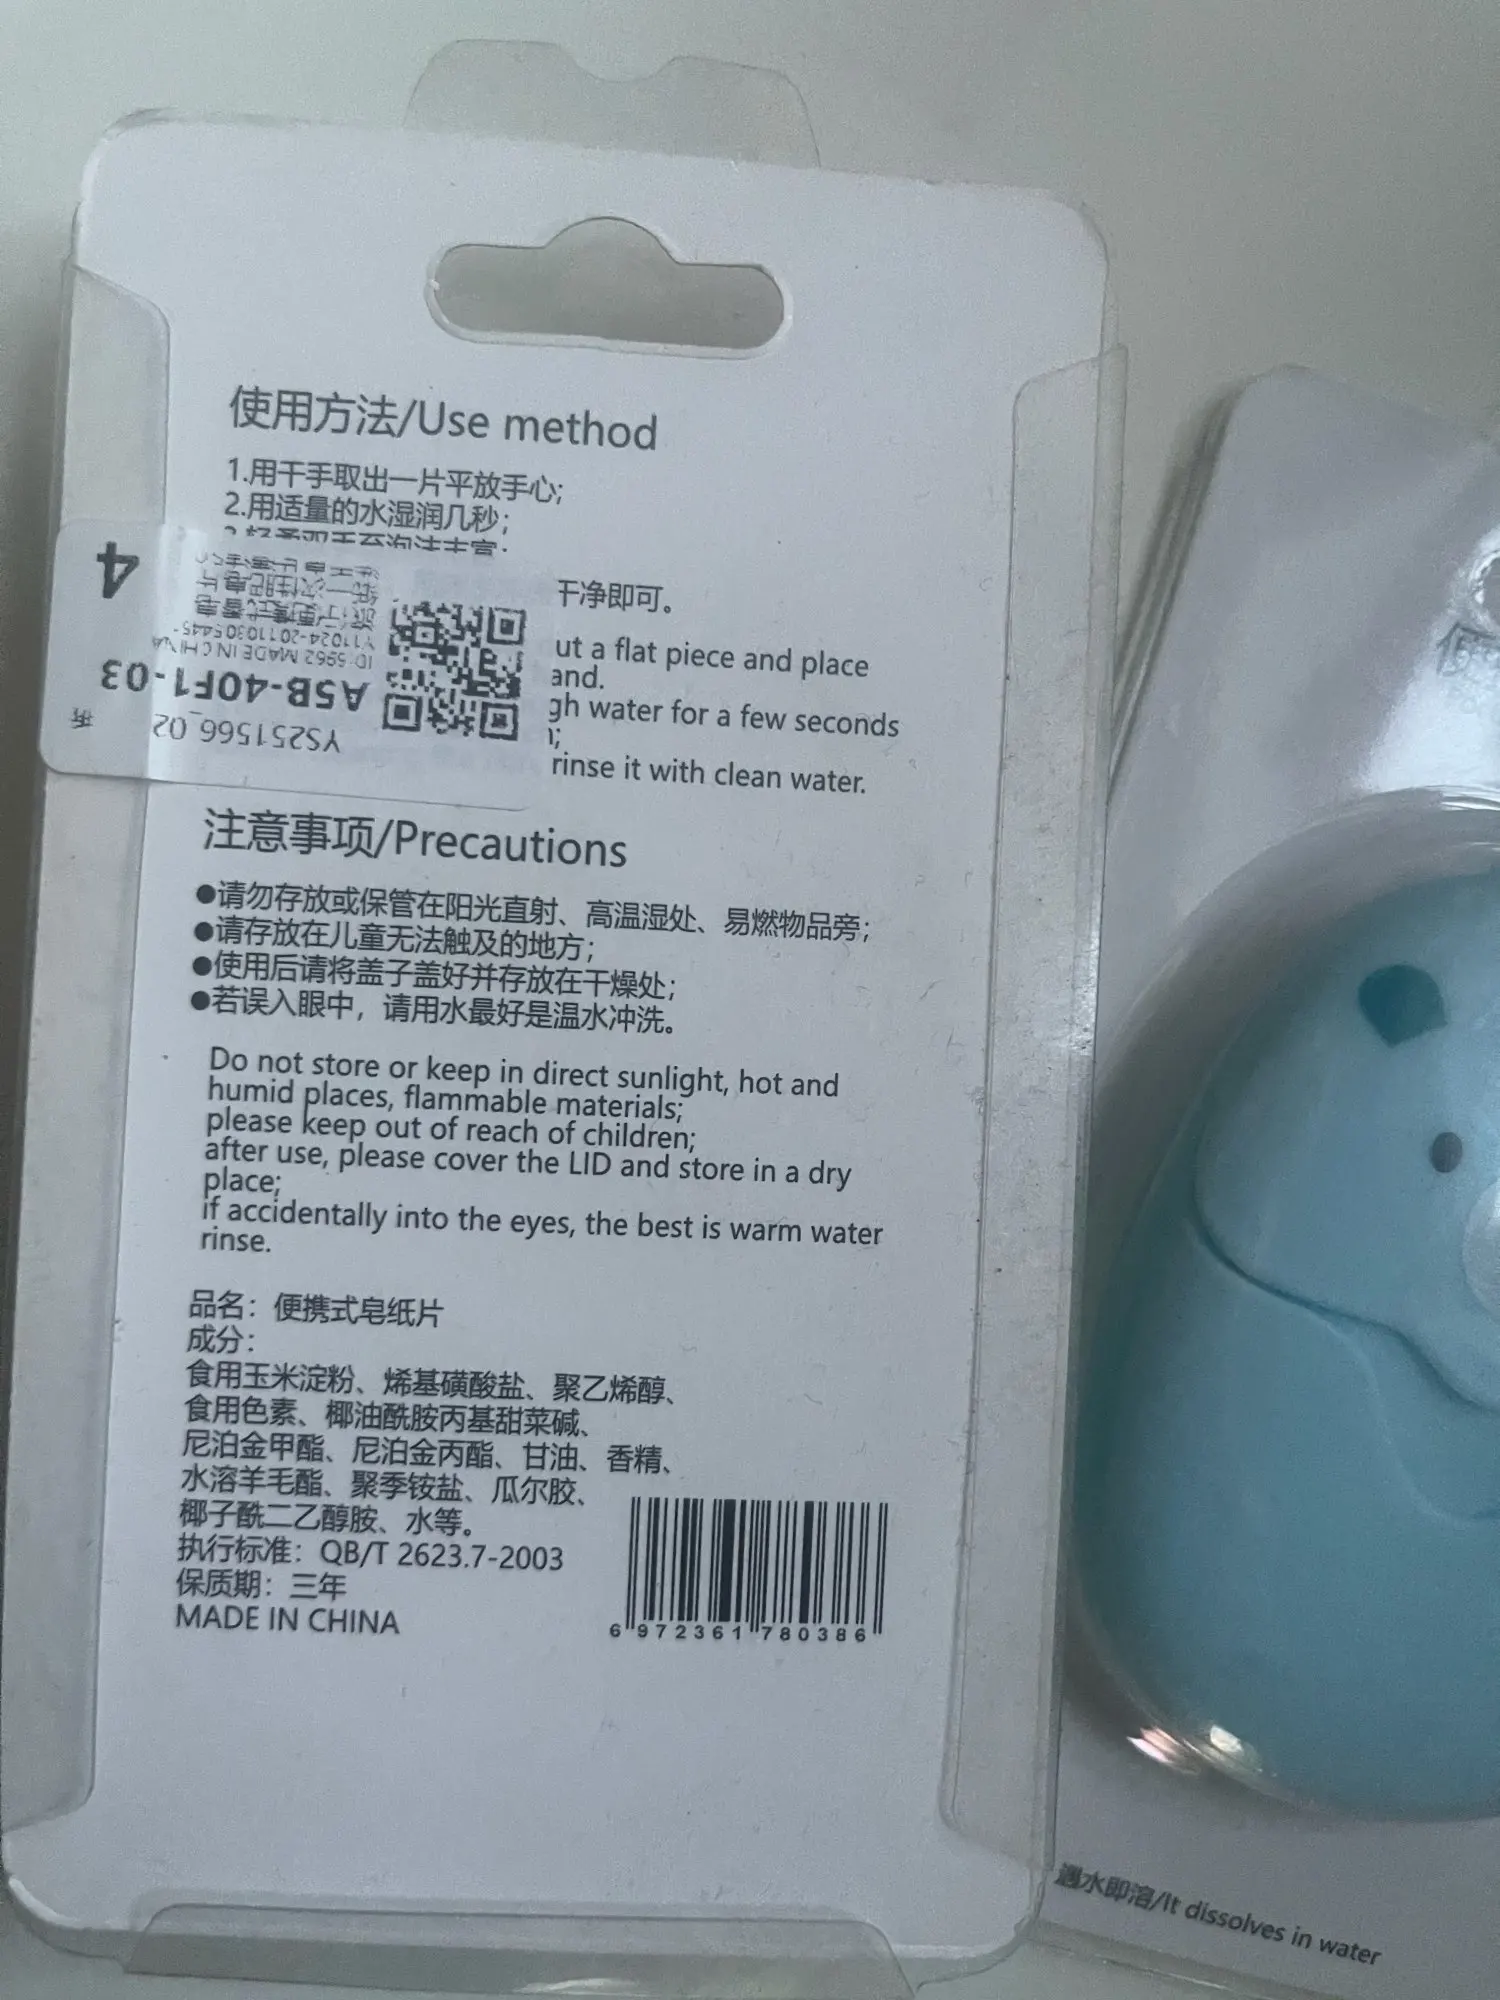 使用方法/Use method
1.用干手取出一片平放手心;
2.用适量的水湿润几秒;
干净即可。
ut a flat piece and place
and.
gh water for a few seconds
rinse it with clean water.
4
A5B-40F1-03
YS251566_02
ID:5962 MADE IN CHINA
Y11024-20110305445-
拆
注意事项/Precautions
●请勿存放或保管在阳光直射、高温湿处、易燃物品旁;
●请存放在儿童无法触及的地方;
●使用后请将盖子盖好并存放在干燥处;
●若误入眼中，请用水最好是温水冲洗。
Do not store or keep in direct sunlight, hot and
humid places, flammable materials;
please keep out of reach of children;
after use, please cover the LID and store in a dry
place;
if accidentally into the eyes, the best is warm water
rinse.
品名：便携式皂纸片
成分：
食用玉米淀粉、烯基磺酸盐、聚乙烯醇、
食用色素、椰油酰胺丙基甜菜碱、
尼泊金甲酯、尼泊金丙酯、甘油、香精、
水溶羊毛酯、聚季铵盐、瓜尔胶、
椰子酰二乙醇胺、水等。
执行标准：QB/T 2623.7-2003
保质期：三年
MADE IN CHINA
6 972361 780386
遇水即溶/It dissolves in water